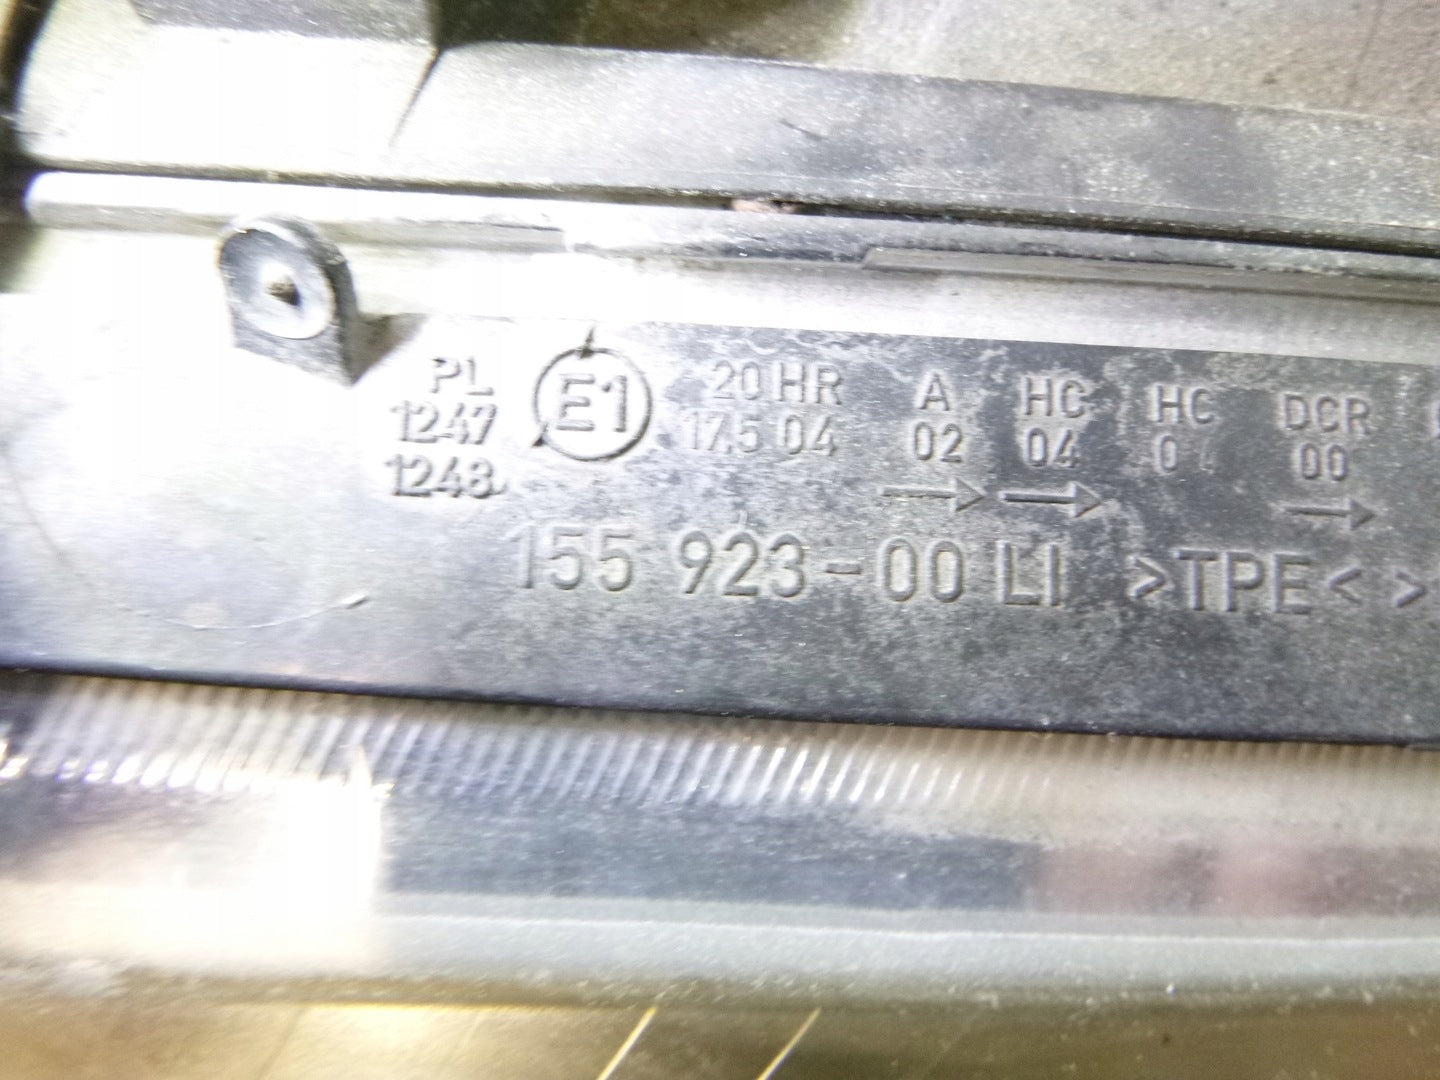 PL
1247
1248
E1
20 HR A HC HC DCR
17,5 04 02 04 04 00
155 923-00 LI >TPE< >